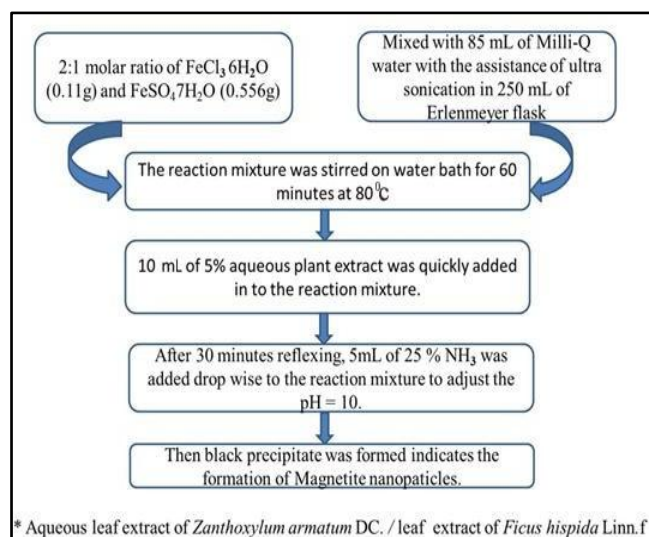 2:1 molar ratio of FeCl₃ 6H₂O
(0.11g) and FeSO₄7H₂O (0.556g)
Mixed with 85 mL of Milli-Q
water with the assistance of ultra
sonication in 250 mL of
Erlenmeyer flask
The reaction mixture was stirred on water bath for 60
minutes at 80⁰C
10 mL of 5% aqueous plant extract was quickly added
in to the reaction mixture.
After 30 minutes reflexing, 5mL of 25 % NH₃ was
added drop wise to the reaction mixture to adjust the
pH = 10.
Then black precipitate was formed indicates the
formation of Magnetite nanopaticles.
* Aqueous leaf extract of Zanthoxylum armatum DC. / leaf extract of Ficus hispida Linn.f